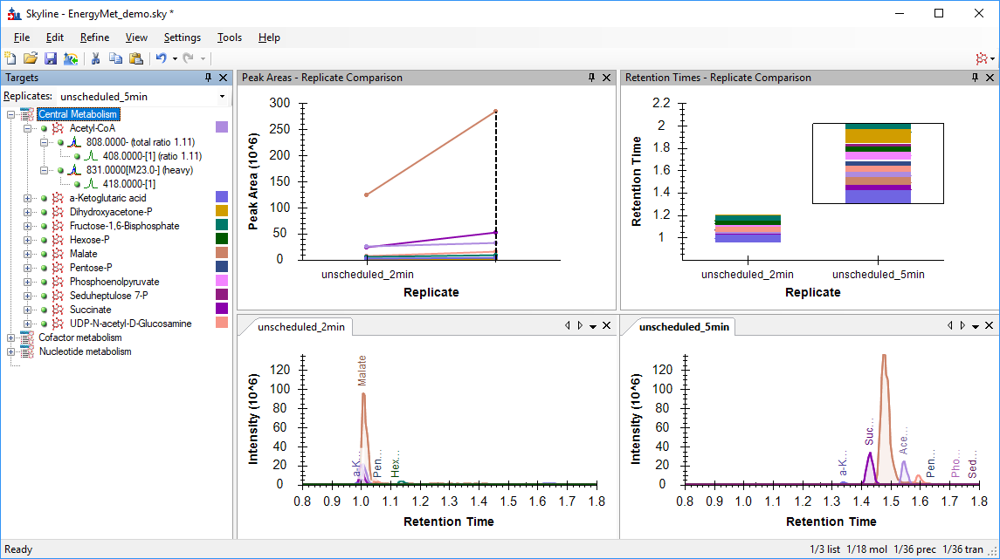 Skyline - EnergyMet_demo.sky *
File Edit Refine View Settings Tools Help
Targets
Replicates: unscheduled_5min
Central Metabolism
Acetyl-CoA
808.0000- (total ratio 1.11)
408.0000-[1] (ratio 1.11)
831.0000[M23.0-] (heavy)
418.0000-[1]
a-Ketoglutaric acid
Dihydroxyacetone-P
Fructose-1,6-Bisphosphate
Hexose-P
Malate
Pentose-P
Phosphoenolpyruvate
Seduheptulose 7-P
Succinate
UDP-N-acetyl-D-Glucosamine
Cofactor metabolism
Nucleotide metabolism
Peak Areas - Replicate Comparison
Peak Area (10^6)
300
250
200
150
100
50
0
unscheduled_2min
Replicate
Retention Times - Replicate Comparison
Retention Time
2.2
2
1.8
1.6
1.4
1.2
1
unscheduled_2min unscheduled_5min
Replicate
unscheduled_2min
Intensity (10^6)
120
100
80
60
40
20
0
Malate
a-K...
Pen...
Hex...
0.8 0.9 1.0 1.1 1.2 1.3 1.4 1.5 1.6 1.7 1.8
Retention Time
unscheduled_5min
Intensity (10^6)
120
100
80
60
40
20
0
a-K...
Suc...
Ace...
Pen...
Pho...
Sed...
0.8 0.9 1.0 1.1 1.2 1.3 1.4 1.5 1.6 1.7 1.8
Retention Time
Ready
1/3 list 1/18 mol 1/36 prec 1/36 tran